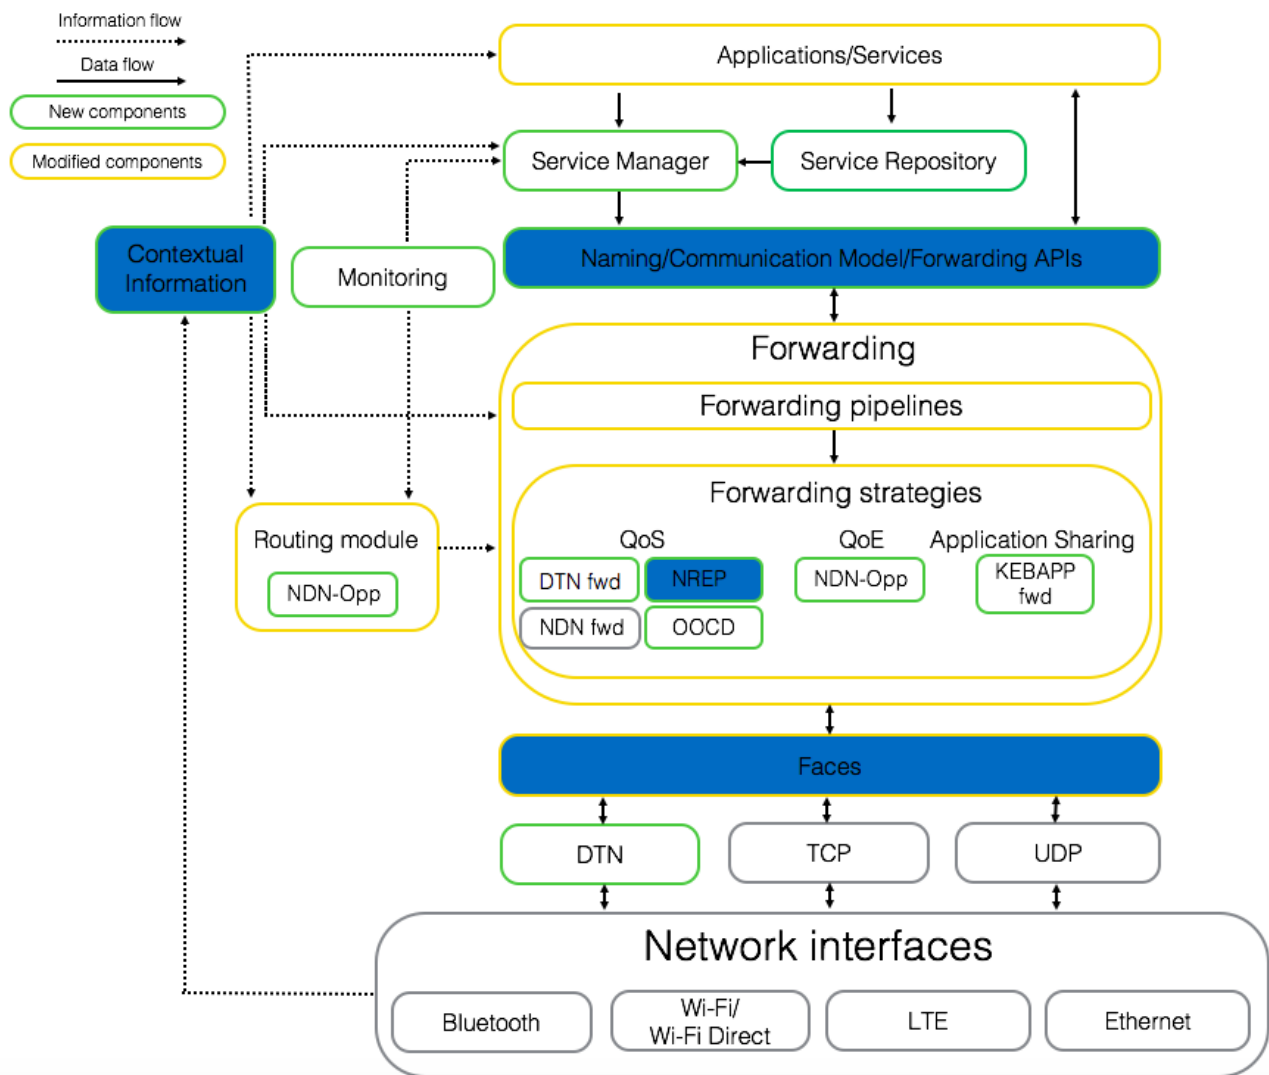 Information flow
Data flow
New components
Modified components
Applications/Services
Service Manager
Service Repository
Contextual
Information
Monitoring
Naming/Communication Model/Forwarding APIs
Forwarding
Forwarding pipelines
Forwarding strategies
Routing module
NDN-Opp
QoS
QoE
Application Sharing
DTN fwd
NREP
NDN-Opp
KEBAPP
fwd
NDN fwd
OOCD
Faces
DTN
TCP
UDP
Network interfaces
Bluetooth
Wi-Fi/
Wi-Fi Direct
LTE
Ethernet